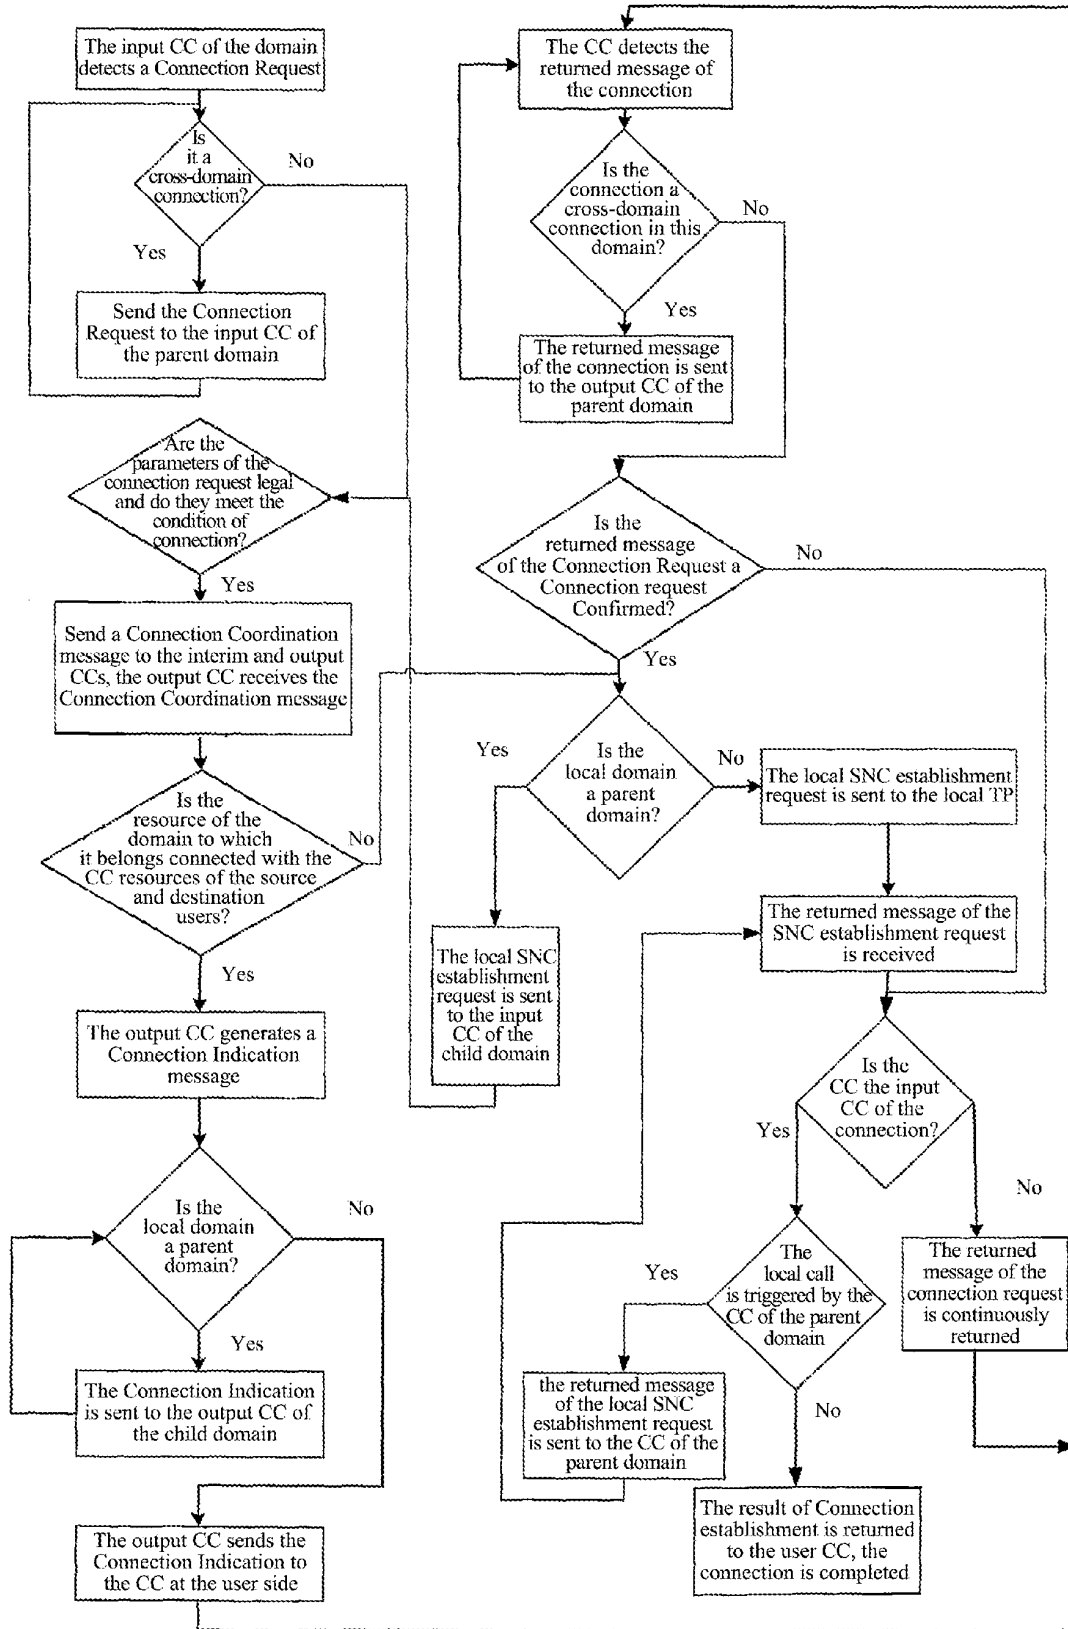 The input CC of the domain
detects a Connection Request
Is
it a
cross-domain
connection?
No
Yes
Send the Connection
Request to the input CC of
the parent domain
Are the
parameters of the
connection request legal
and do they meet the
condition of
connection?
Yes
Send a Connection Coordination
message to the interim and output
CCs, the output CC receives the
Connection Coordination message
Is the
resource of the
domain to which
it belongs connected with the
CC resources of the source
and destination
users?
No
Yes
The output CC generates a
Connection Indication
message
Is the
local domain
a parent
domain?
No
Yes
The Connection Indication
is sent to the output CC of
the child domain
The output CC sends the
Connection Indication to
the CC at the user side
The CC detects the
returned message of
the connection
Is the
connection a
cross-domain
connection in this
domain?
No
Yes
The returned message
of the connection is sent
to the output CC of the
parent domain
Is the
returned message
of the Connection Request a
Connection request
Confirmed?
No
Yes
Is the
local domain
a parent
domain?
Yes
No
The local SNC establishment
request is sent to the local TP
The local SNC
establishment
request is sent
to the input
CC of the
child domain
The returned message of the
SNC establishment request
is received
Is the
CC the input
CC of the
connection?
Yes
No
The
local call
is triggered by the
CC of the parent
domain
Yes
No
The returned
message of the
connection request
is continuously
returned
the returned message
of the local SNC
establishment request
is sent to the CC of the
parent domain
The result of Connection
establishment is returned
to the user CC, the
connection is completed